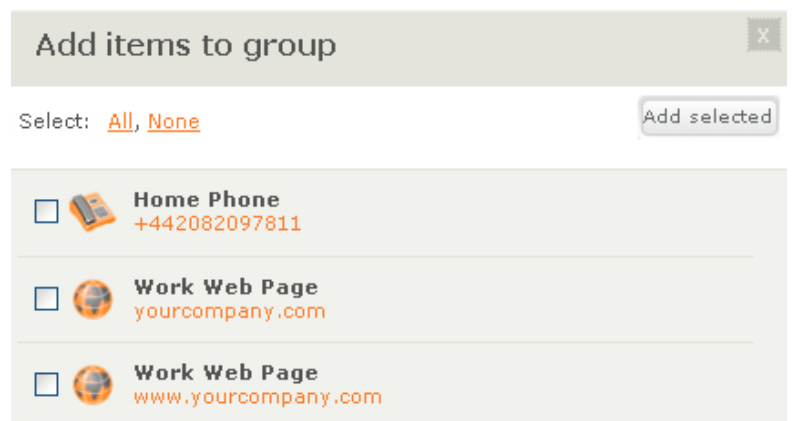 Add items to group
x
Select: All, None
Add selected
Home Phone
+442082097811
Work Web Page
yourcompany.com
Work Web Page
www.yourcompany.com